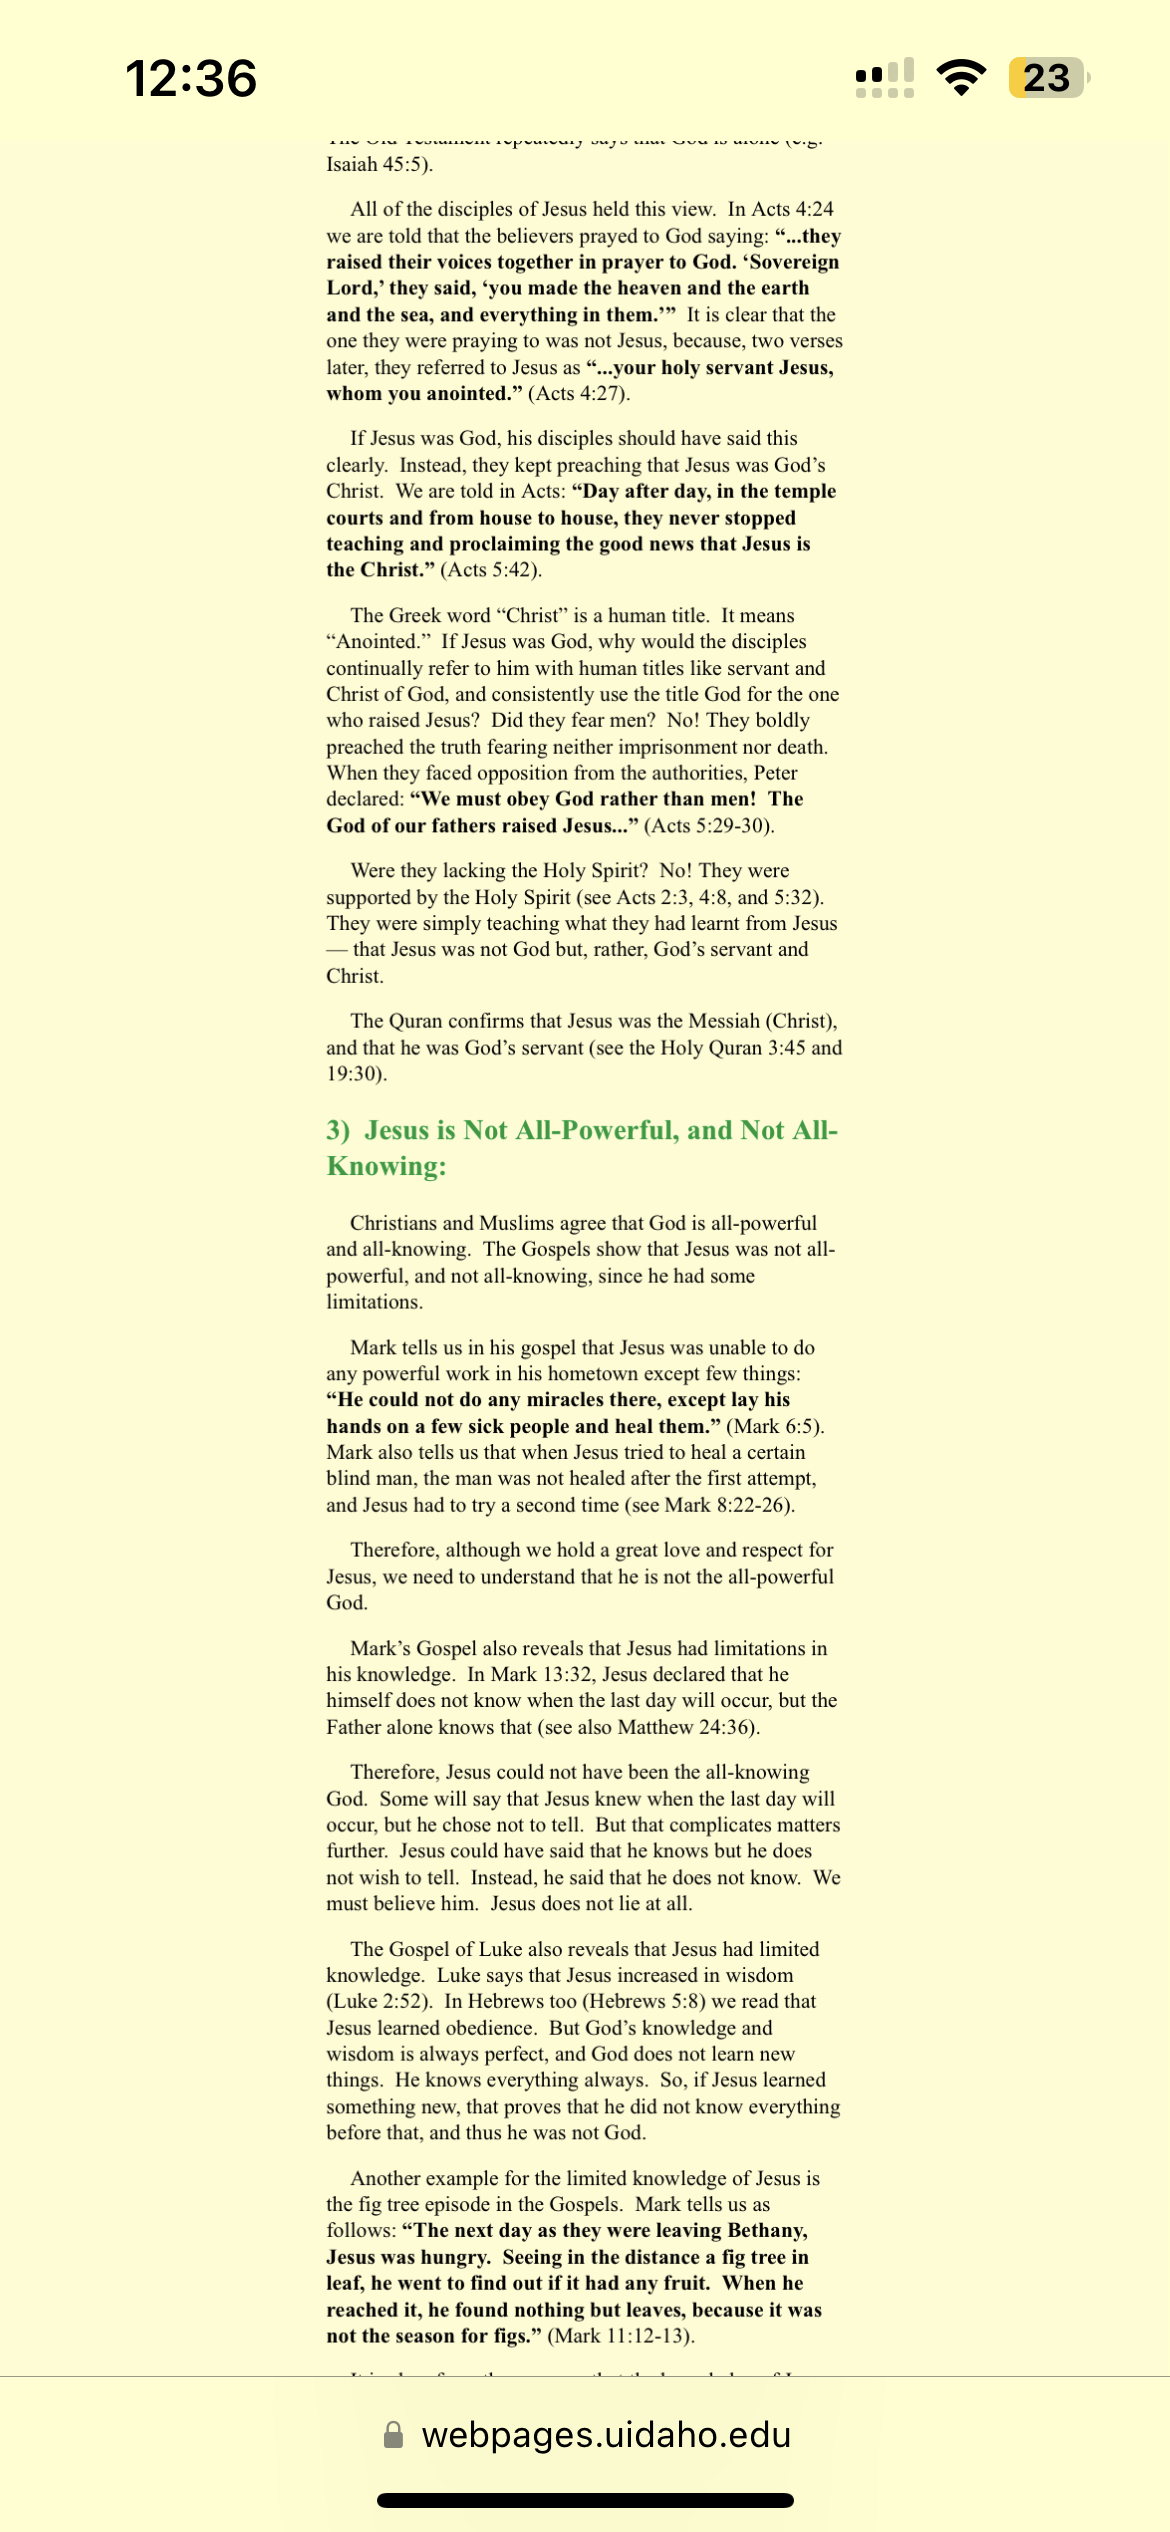 12:36
23
The Old Testament repeatedly says that God is alone (e.g.
Isaiah 45:5).
All of the disciples of Jesus held this view.  In Acts 4:24
we are told that the believers prayed to God saying: “...they
raised their voices together in prayer to God. ‘Sovereign
Lord,’ they said, ‘you made the heaven and the earth
and the sea, and everything in them.’”  It is clear that the
one they were praying to was not Jesus, because, two verses
later, they referred to Jesus as “...your holy servant Jesus,
whom you anointed.” (Acts 4:27).
If Jesus was God, his disciples should have said this
clearly.  Instead, they kept preaching that Jesus was God’s
Christ.  We are told in Acts: “Day after day, in the temple
courts and from house to house, they never stopped
teaching and proclaiming the good news that Jesus is
the Christ.” (Acts 5:42).
The Greek word “Christ” is a human title.  It means
“Anointed.”  If Jesus was God, why would the disciples
continually refer to him with human titles like servant and
Christ of God, and consistently use the title God for the one
who raised Jesus?  Did they fear men?  No! They boldly
preached the truth fearing neither imprisonment nor death.
When they faced opposition from the authorities, Peter
declared: “We must obey God rather than men!  The
God of our fathers raised Jesus...” (Acts 5:29-30).
Were they lacking the Holy Spirit?  No! They were
supported by the Holy Spirit (see Acts 2:3, 4:8, and 5:32).
They were simply teaching what they had learnt from Jesus
— that Jesus was not God but, rather, God’s servant and
Christ.
The Quran confirms that Jesus was the Messiah (Christ),
and that he was God’s servant (see the Holy Quran 3:45 and
19:30).
3)  Jesus is Not All-Powerful, and Not All-
Knowing:
Christians and Muslims agree that God is all-powerful
and all-knowing.  The Gospels show that Jesus was not all-
powerful, and not all-knowing, since he had some
limitations.
Mark tells us in his gospel that Jesus was unable to do
any powerful work in his hometown except few things:
“He could not do any miracles there, except lay his
hands on a few sick people and heal them.” (Mark 6:5).
Mark also tells us that when Jesus tried to heal a certain
blind man, the man was not healed after the first attempt,
and Jesus had to try a second time (see Mark 8:22-26).
Therefore, although we hold a great love and respect for
Jesus, we need to understand that he is not the all-powerful
God.
Mark’s Gospel also reveals that Jesus had limitations in
his knowledge.  In Mark 13:32, Jesus declared that he
himself does not know when the last day will occur, but the
Father alone knows that (see also Matthew 24:36).
Therefore, Jesus could not have been the all-knowing
God.  Some will say that Jesus knew when the last day will
occur, but he chose not to tell.  But that complicates matters
further.  Jesus could have said that he knows but he does
not wish to tell.  Instead, he said that he does not know.  We
must believe him.  Jesus does not lie at all.
The Gospel of Luke also reveals that Jesus had limited
knowledge.  Luke says that Jesus increased in wisdom
(Luke 2:52).  In Hebrews too (Hebrews 5:8) we read that
Jesus learned obedience.  But God’s knowledge and
wisdom is always perfect, and God does not learn new
things.  He knows everything always.  So, if Jesus learned
something new, that proves that he did not know everything
before that, and thus he was not God.
Another example for the limited knowledge of Jesus is
the fig tree episode in the Gospels.  Mark tells us as
follows: “The next day as they were leaving Bethany,
Jesus was hungry.  Seeing in the distance a fig tree in
leaf, he went to find out if it had any fruit.  When he
reached it, he found nothing but leaves, because it was
not the season for figs.” (Mark 11:12-13).
webpages.uidaho.edu